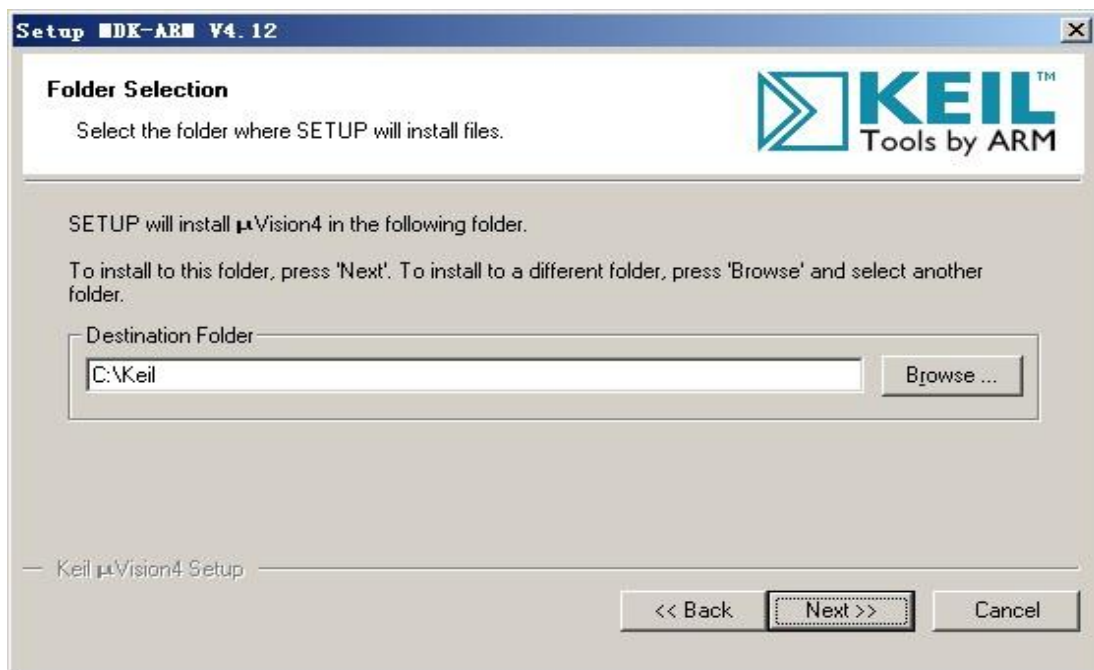 Setup MDK-ARM V4.12
Folder Selection
Select the folder where SETUP will install files.
KEIL™
Tools by ARM
SETUP will install µVision4 in the following folder.
To install to this folder, press 'Next'. To install to a different folder, press 'Browse' and select another
folder.
Destination Folder
C:\Keil
Browse ...
Keil µVision4 Setup
<< Back
Next >>
Cancel